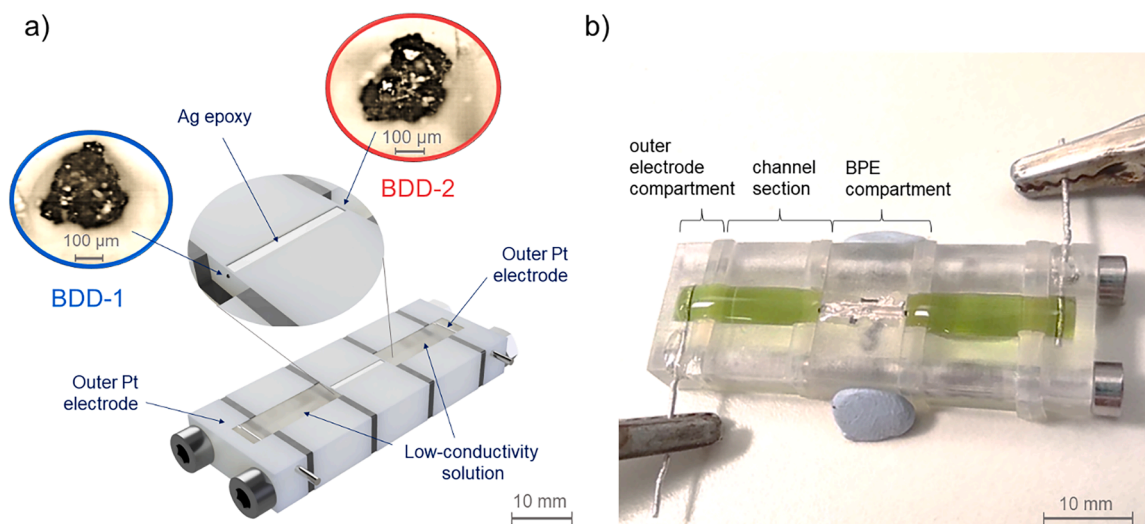 a)
100 µm
BDD-1
Ag epoxy
100 µm
BDD-2
Outer Pt
electrode
Outer Pt
electrode
Low-conductivity
solution
10 mm
b)
outer
electrode
compartment
channel
section
BPE
compartment
10 mm